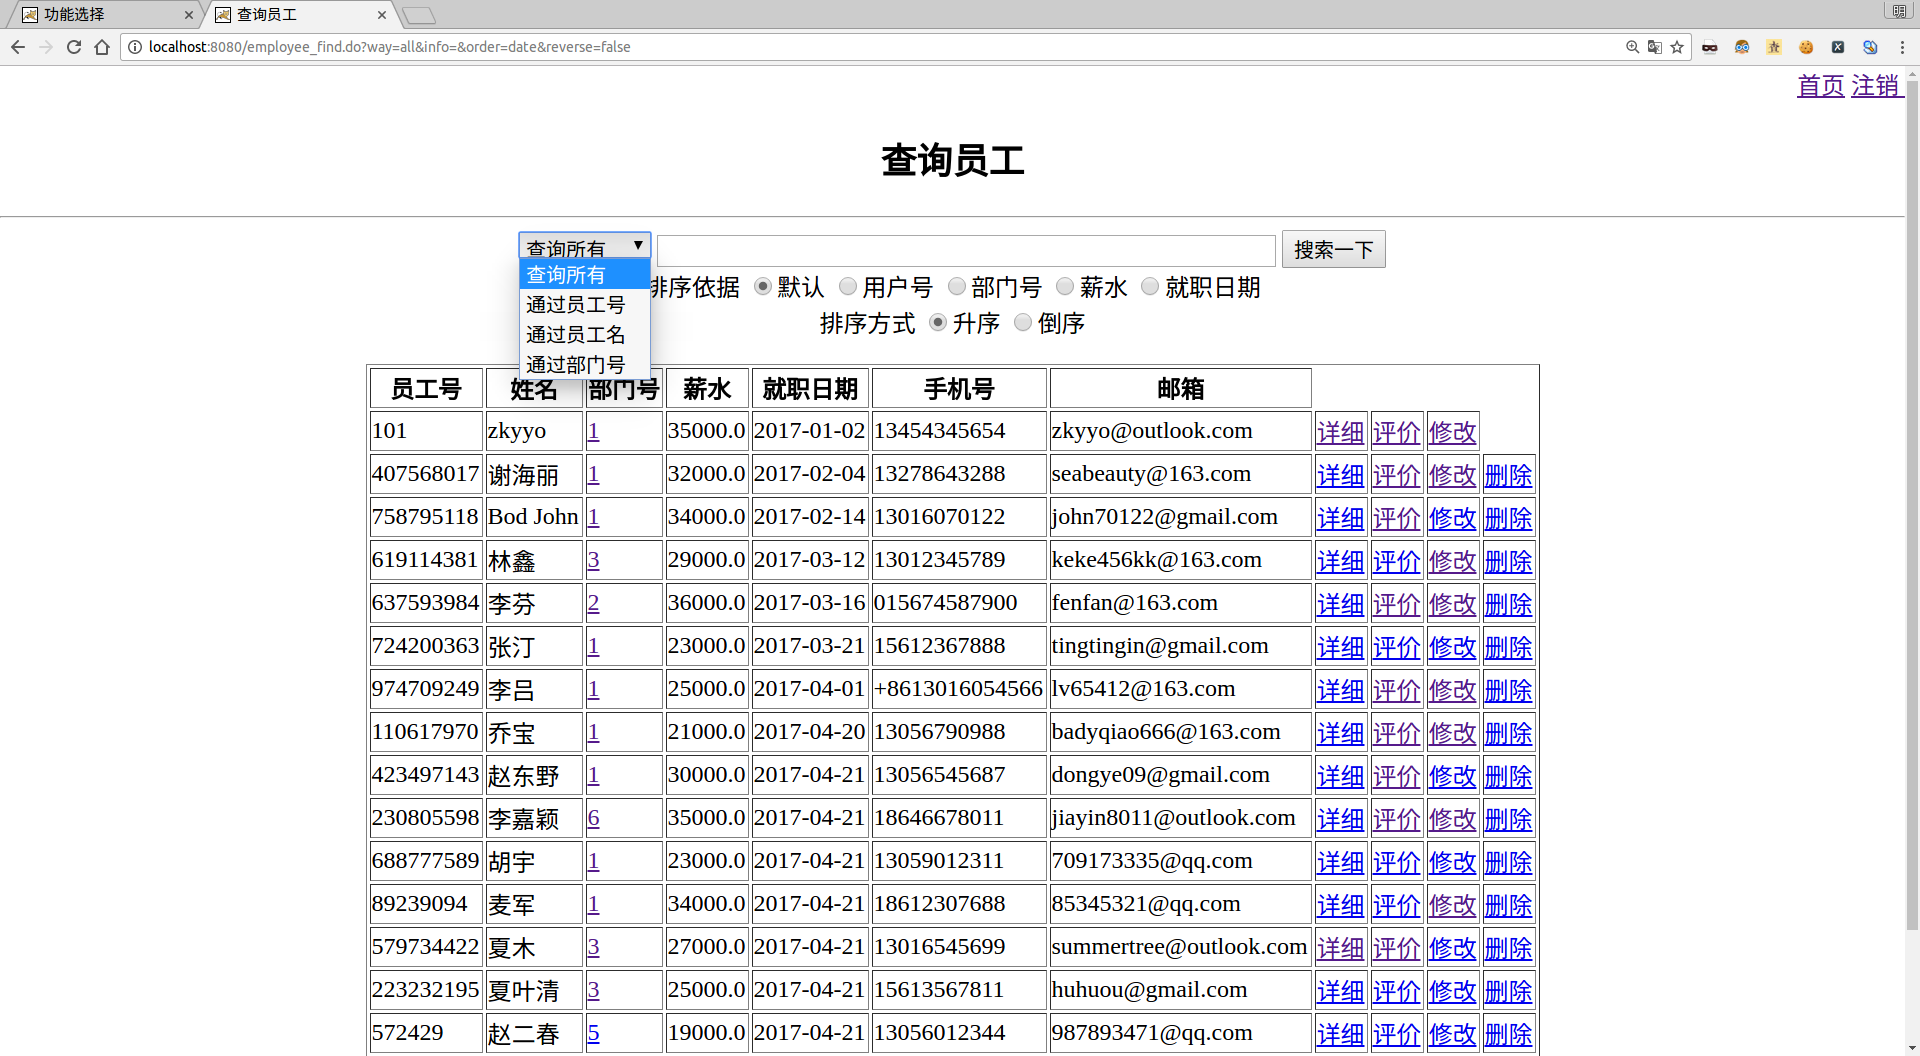 功能选择 查询员工 明
localhost:8080/employee_find.do?way=all&info=&order=date&reverse=false
首页 注销
查询员工
查询所有 搜索一下
查询所有
通过员工号
通过员工名
通过部门号
排序依据 默认 用户号 部门号 薪水 就职日期
排序方式 升序 倒序
员工号 姓名 部门号 薪水 就职日期 手机号 邮箱
101 zkyyo 1 35000.0 2017-01-02 13454345654 zkyyo@outlook.com 详细 评价 修改
407568017 谢海丽 1 32000.0 2017-02-04 13278643288 seabeauty@163.com 详细 评价 修改 删除
758795118 Bod John 1 34000.0 2017-02-14 13016070122 john70122@gmail.com 详细 评价 修改 删除
619114381 林鑫 3 29000.0 2017-03-12 13012345789 keke456kk@163.com 详细 评价 修改 删除
637593984 李芬 2 36000.0 2017-03-16 015674587900 fenfan@163.com 详细 评价 修改 删除
724200363 张汀 1 23000.0 2017-03-21 15612367888 tingtingin@gmail.com 详细 评价 修改 删除
974709249 李吕 1 25000.0 2017-04-01 +8613016054566 lv65412@163.com 详细 评价 修改 删除
110617970 乔宝 1 21000.0 2017-04-20 13056790988 badyqiao666@163.com 详细 评价 修改 删除
423497143 赵东野 1 30000.0 2017-04-21 13056545687 dongye09@gmail.com 详细 评价 修改 删除
230805598 李嘉颖 6 35000.0 2017-04-21 18646678011 jiayin8011@outlook.com 详细 评价 修改 删除
688777589 胡宇 1 23000.0 2017-04-21 13059012311 709173335@qq.com 详细 评价 修改 删除
89239094 麦军 1 34000.0 2017-04-21 18612307688 85345321@qq.com 详细 评价 修改 删除
579734422 夏木 3 27000.0 2017-04-21 13016545699 summertree@outlook.com 详细 评价 修改 删除
223232195 夏叶清 3 25000.0 2017-04-21 15613567811 huhuou@gmail.com 详细 评价 修改 删除
572429 赵二春 5 19000.0 2017-04-21 13056012344 987893471@qq.com 详细 评价 修改 删除